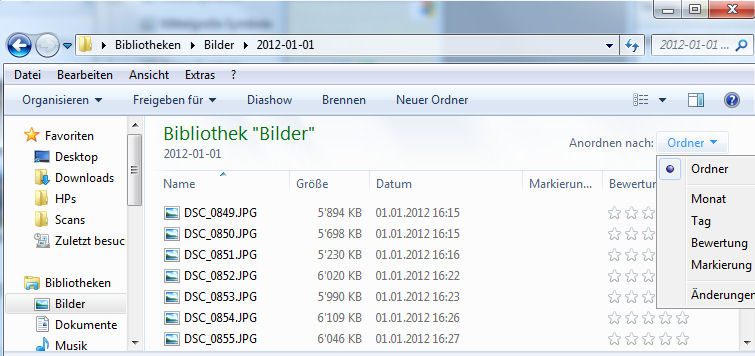 Bibliotheken Bilder 2012-01-01
2012-01-01 ...
Datei Bearbeiten Ansicht Extras ?
Organisieren Freigeben für Diashow Brennen Neuer Ordner
Favoriten
Desktop
Downloads
HPs
Scans
Zuletzt besuc
Bibliotheken
Bilder
Dokumente
Musik
Bibliothek "Bilder"
2012-01-01
Anordnen nach: Ordner
Name Größe Datum Markierun... Bewertun
DSC_0849.JPG 5'894 KB 01.01.2012 16:15
DSC_0850.JPG 5'698 KB 01.01.2012 16:15
DSC_0851.JPG 5'230 KB 01.01.2012 16:16
DSC_0852.JPG 6'020 KB 01.01.2012 16:22
DSC_0853.JPG 5'990 KB 01.01.2012 16:23
DSC_0854.JPG 6'109 KB 01.01.2012 16:26
DSC_0855.JPG 6'046 KB 01.01.2012 16:27
Ordner
Monat
Tag
Bewertung
Markierung
Änderungen